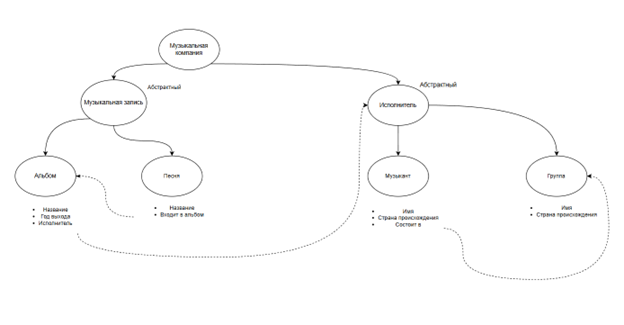 Музыкальная
компания
Абстрактный
Абстрактный
Музыкальная запись
Исполнитель
Альбом
Песня
Музыкант
Группа
Название
Год выхода
Исполнитель
Название
Входит в альбом
Имя
Страна происхождения
Состоит в
Имя
Страна происхождения